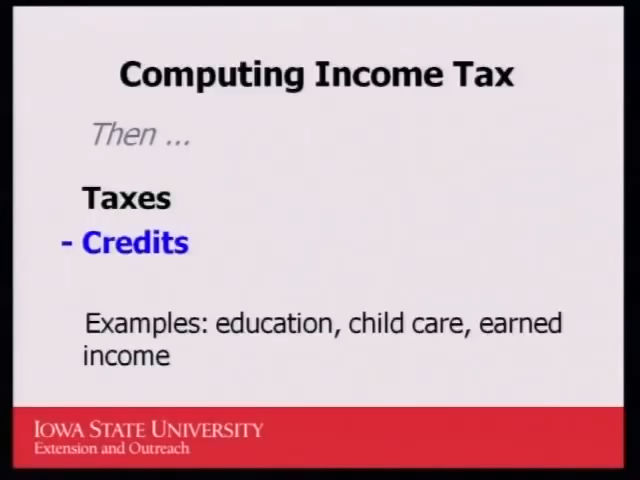 Computing Income Tax
Then ...
Taxes
- Credits
Examples: education, child care, earned
income
IOWA STATE UNIVERSITY
Extension and Outreach